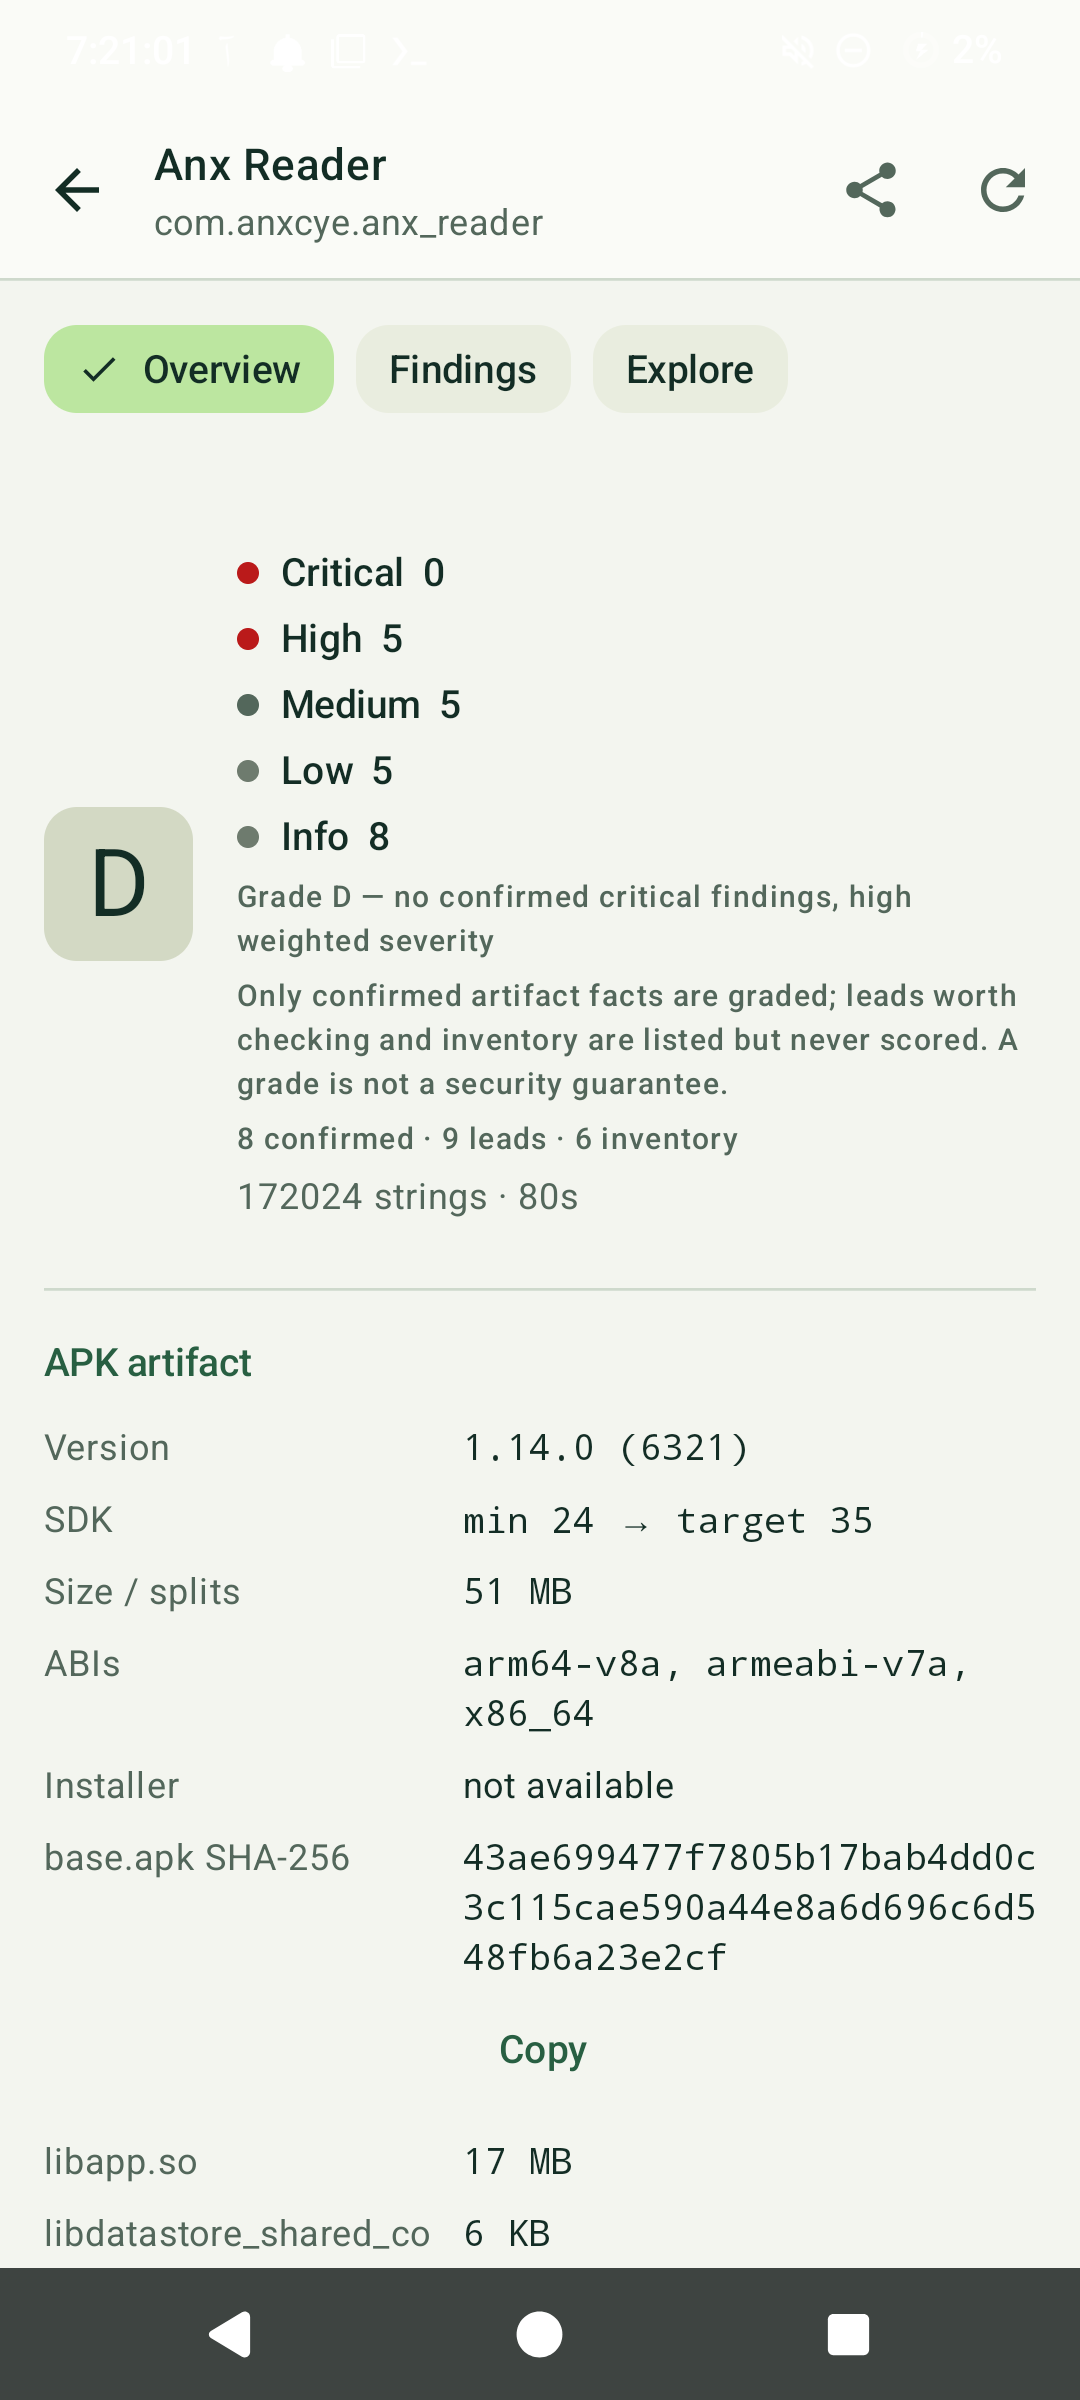 7:21:01
2%
Anx Reader
com.anxcye.anx_reader
Overview
Findings
Explore
Critical 0
High 5
Medium 5
Low 5
Info 8
D
Grade D — no confirmed critical findings, high
weighted severity
Only confirmed artifact facts are graded; leads worth
checking and inventory are listed but never scored. A
grade is not a security guarantee.
8 confirmed · 9 leads · 6 inventory
172024 strings · 80s
APK artifact
Version 1.14.0 (6321)
SDK min 24 → target 35
Size / splits 51 MB
ABIs arm64-v8a, armeabi-v7a,
x86_64
Installer not available
base.apk SHA-256 43ae699477f7805b17bab4dd0c
3c115cae590a44e8a6d696c6d5
48fb6a23e2cf
Copy
libapp.so 17 MB
libdatastore_shared_co 6 KB